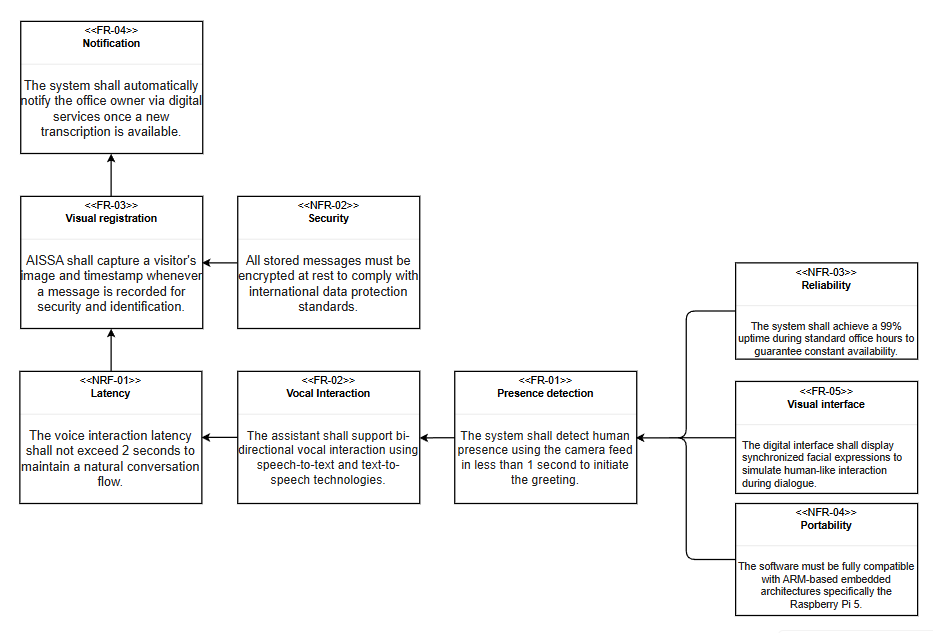 <<FR-04>>
Notification
The system shall automatically
notify the office owner via digital
services once a new
transcription is available.
<<FR-03>>
Visual registration
AISSA shall capture a visitor's
image and timestamp whenever
a message is recorded for
security and identification.
<<NFR-02>>
Security
All stored messages must be
encrypted at rest to comply with
international data protection
standards.
<<NFR-03>>
Reliability
The system shall achieve a 99%
uptime during standard office hours to
guarantee constant availability.
<<NRF-01>>
Latency
The voice interaction latency
shall not exceed 2 seconds to
maintain a natural conversation
flow.
<<FR-02>>
Vocal Interaction
The assistant shall support bi-
directional vocal interaction using
speech-to-text and text-to-
speech technologies.
<<FR-01>>
Presence detection
The system shall detect human
presence using the camera feed
in less than 1 second to initiate
the greeting.
<<FR-05>>
Visual interface
The digital interface shall display
synchronized facial expressions to
simulate human-like interaction
during dialogue.
<<NFR-04>>
Portability
The software must be fully compatible
with ARM-based embedded
architectures specifically the
Raspberry Pi 5.